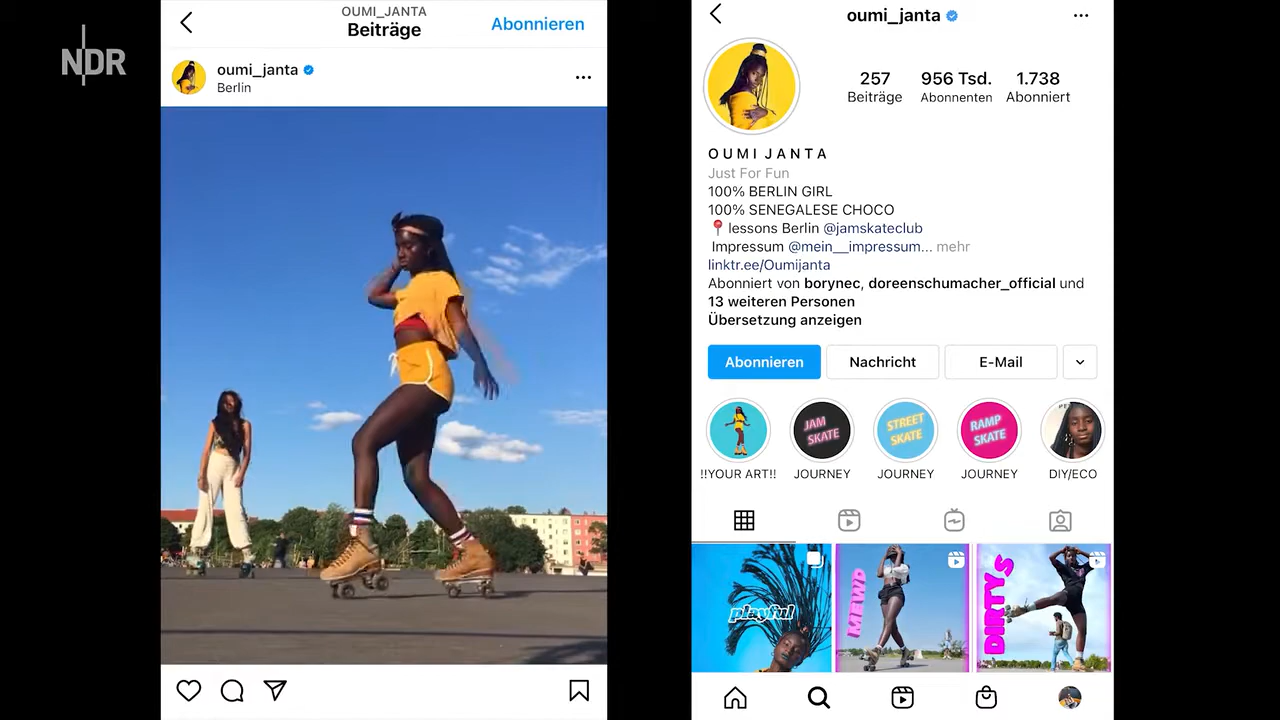 NDR
OUMI_JANTA
Beiträge
Abonnieren
oumi_janta
Berlin
oumi_janta
257
956 Tsd.
1.738
Beiträge
Abonnenten
Abonniert
OUMI JANTA
Just For Fun
100% BERLIN GIRL
100% SENEGALESE CHOCO
📍 lessons Berlin @jamskateclub
Impressum @mein__impressum... mehr
linktr.ee/Oumijanta
Abonniert von borynec, doreenschumacher_official und
13 weiteren Personen
Übersetzung anzeigen
Abonnieren
Nachricht
E-Mail
JAM
SKATE
STREET
SKATE
RAMP
SKATE
!!YOUR ART!!
JOURNEY
JOURNEY
JOURNEY
DIY/ECO
playful
MEWD
DIRTYS